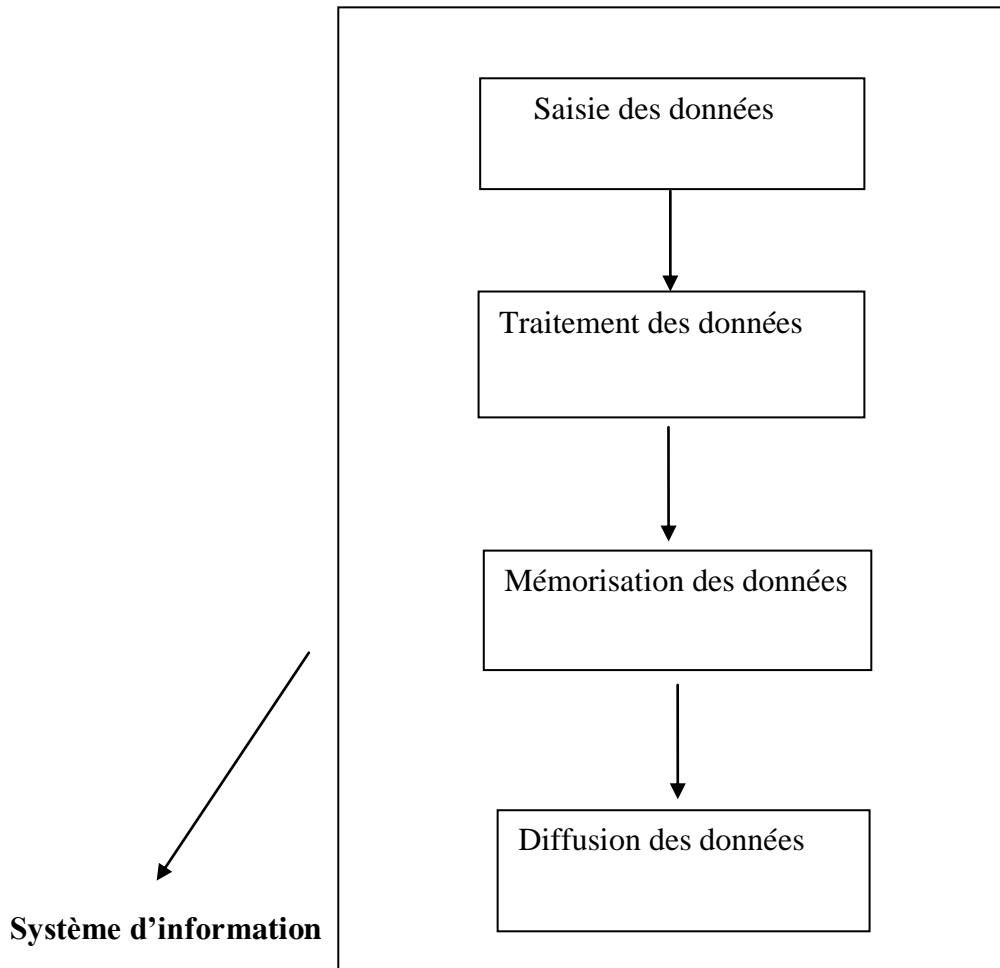 Saisie des données
Traitement des données
Mémorisation des données
Diffusion des données
Système d’information